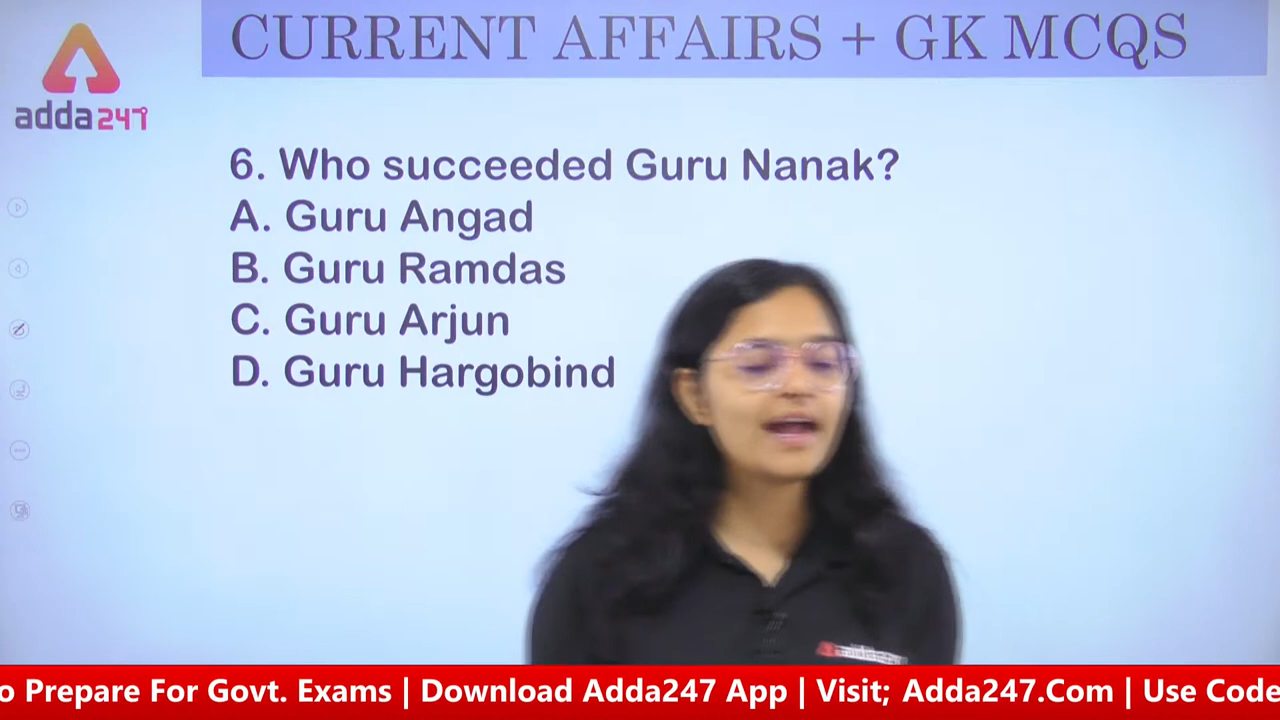 CURRENT AFFAIRS + GK MCQS
adda247
6. Who succeeded Guru Nanak?
A. Guru Angad
B. Guru Ramdas
C. Guru Arjun
D. Guru Hargobind
o Prepare For Govt. Exams | Download Adda247 App | Visit; Adda247.Com | Use Code